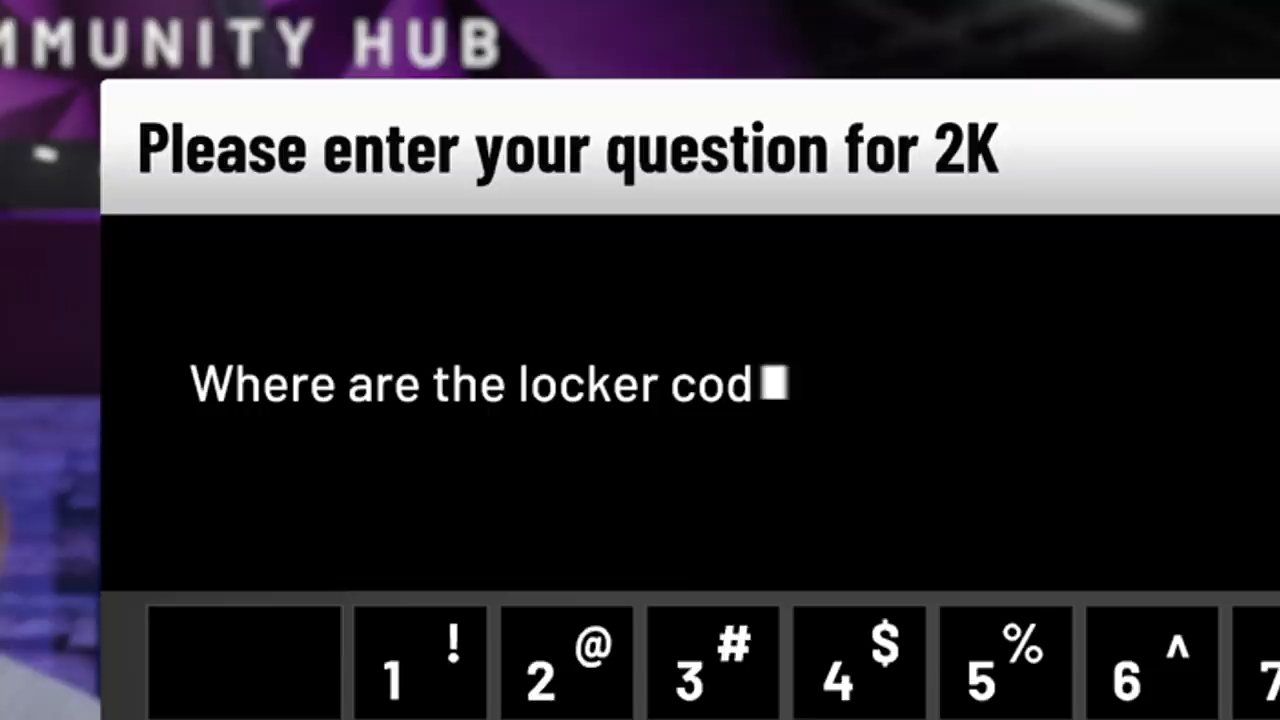 MMUNITY HUB
Please enter your question for 2K
Where are the locker cod
1 ! 2 @ 3 # 4 $ 5 % 6 ^ 7